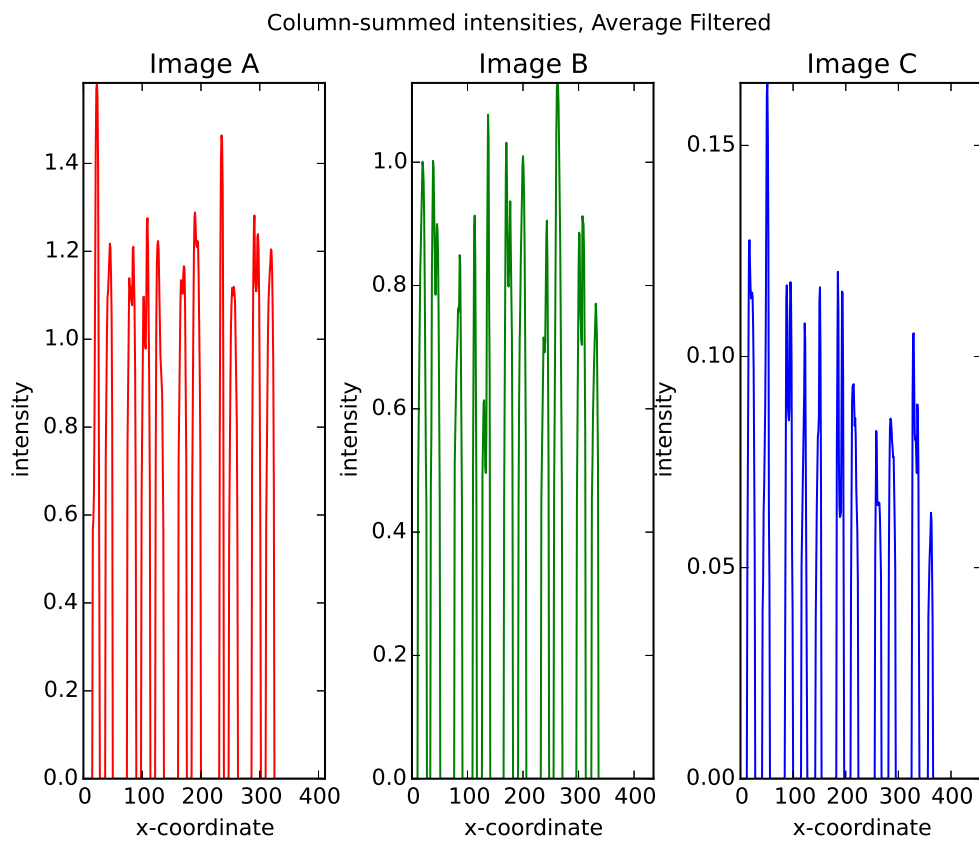 Column-summed intensities, Average Filtered
Image A
Image B
Image C
intensity
0.0
0.2
0.4
0.6
0.8
1.0
1.2
1.4
0 100 200 300 400
x-coordinate
intensity
0.0
0.2
0.4
0.6
0.8
1.0
0 100 200 300 400
x-coordinate
intensity
0.00
0.05
0.10
0.15
0 100 200 300 400
x-coordinate